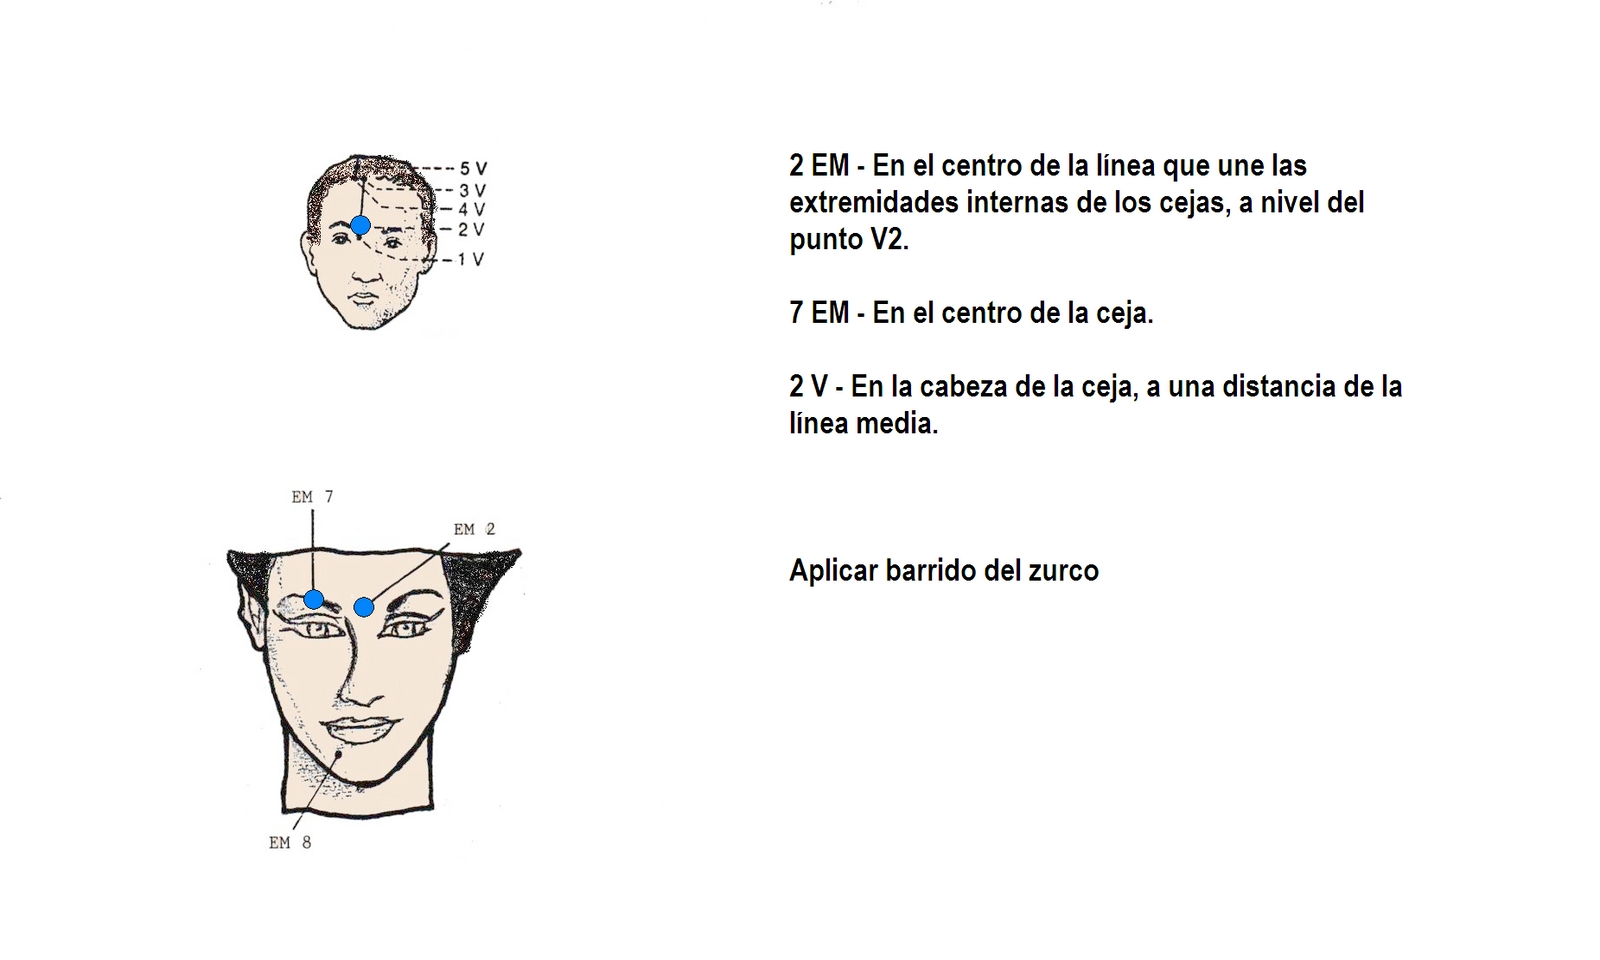 5 V
3 V
4 V
2 V
1 V
2 EM - En el centro de la línea que une las
extremidades internas de los cejas, a nivel del
punto V2.
7 EM - En el centro de la ceja.
2 V - En la cabeza de la ceja, a una distancia de la
línea media.
EM 7
EM 2
Aplicar barrido del zurco
EM 8